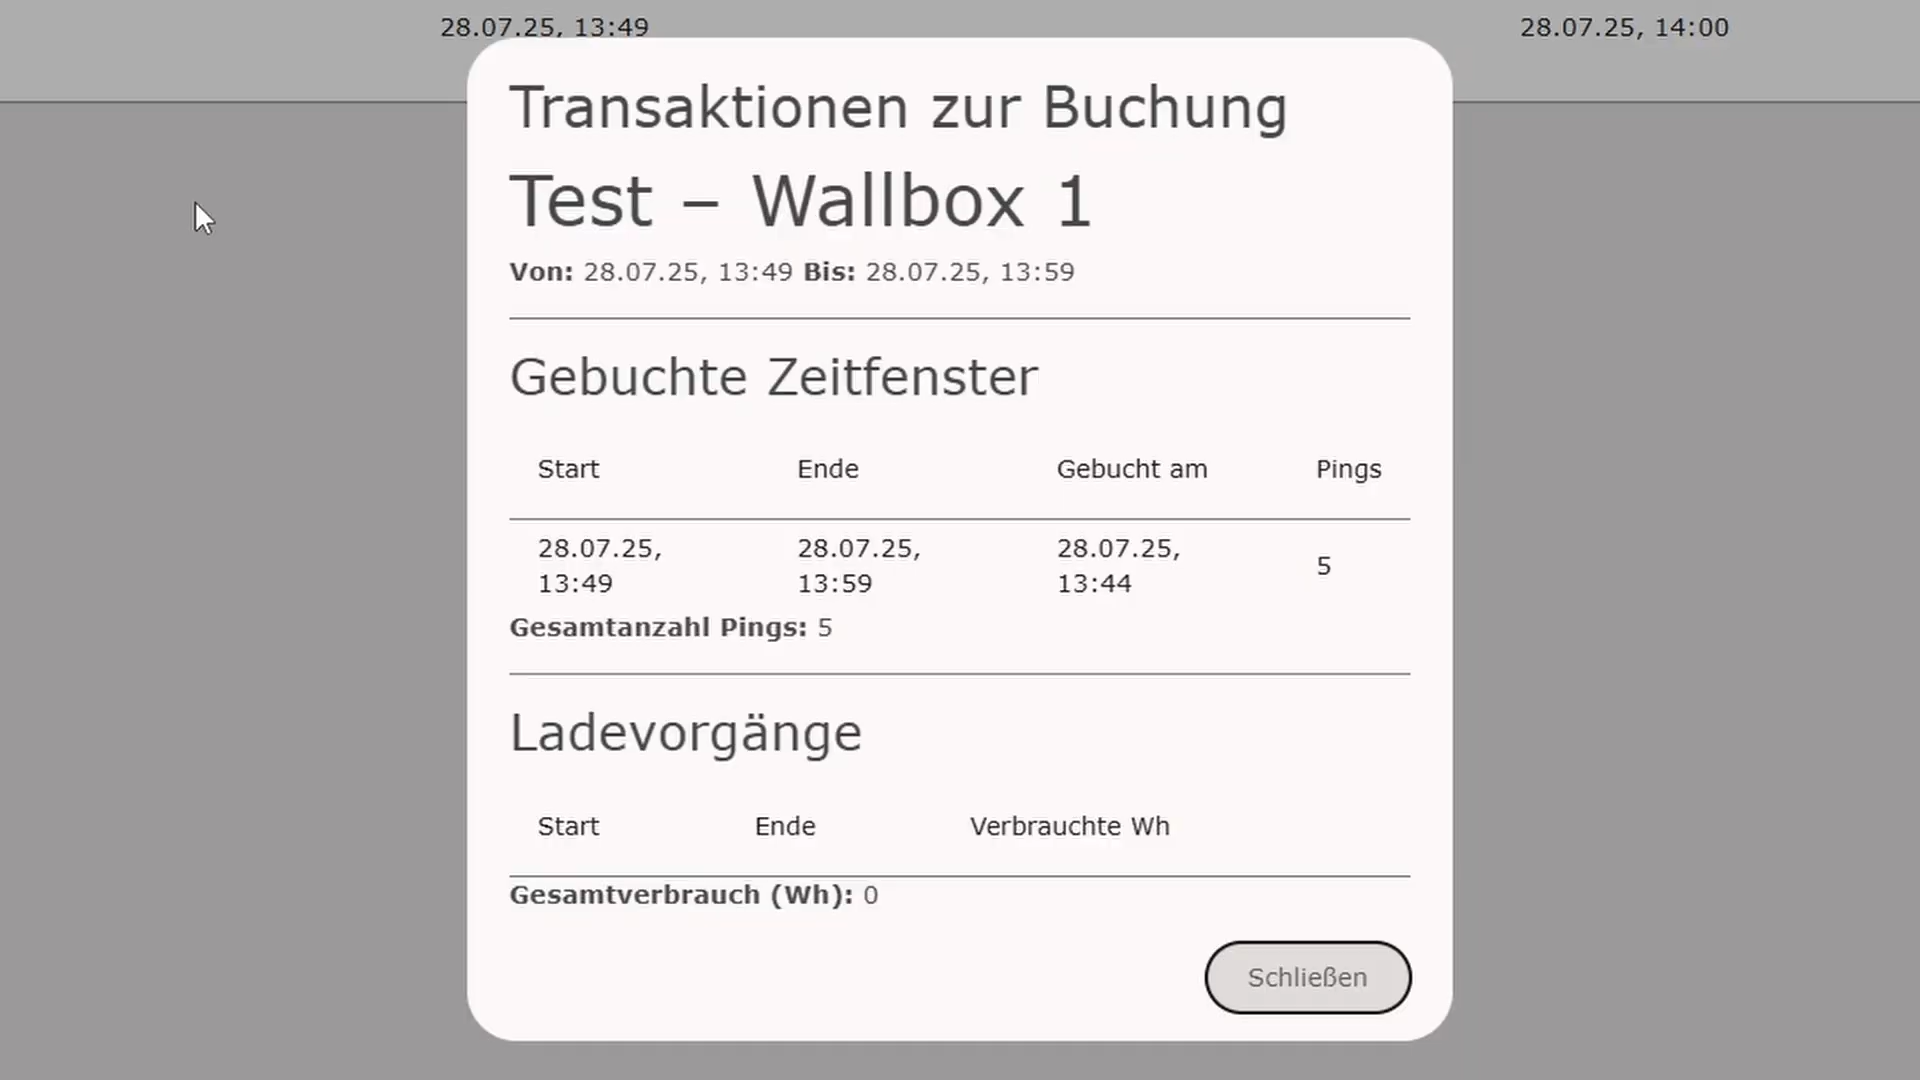 28.07.25, 13:49 28.07.25, 14:00
Transaktionen zur Buchung
Test – Wallbox 1
Von: 28.07.25, 13:49 Bis: 28.07.25, 13:59
Gebuchte Zeitfenster
Start Ende Gebucht am Pings
28.07.25, 28.07.25, 28.07.25,
13:49 13:59 13:44 5
Gesamtanzahl Pings: 5
Ladevorgänge
Start Ende Verbrauchte Wh
Gesamtverbrauch (Wh): 0
Schließen